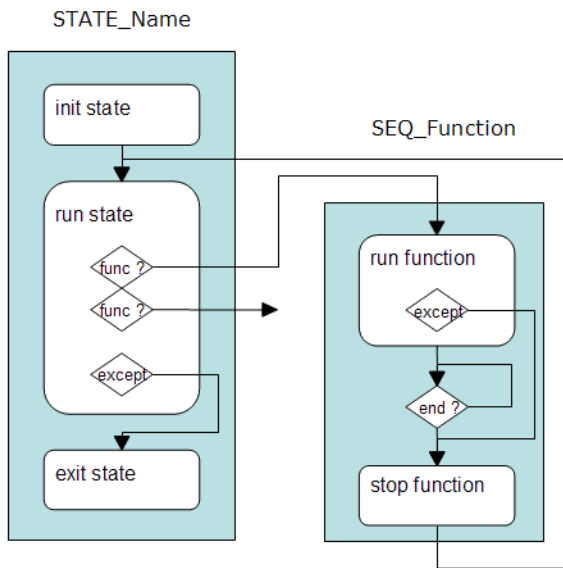 STATE_Name
init state
run state
func ?
func ?
except
exit state
SEQ_Function
run function
except
end ?
stop function